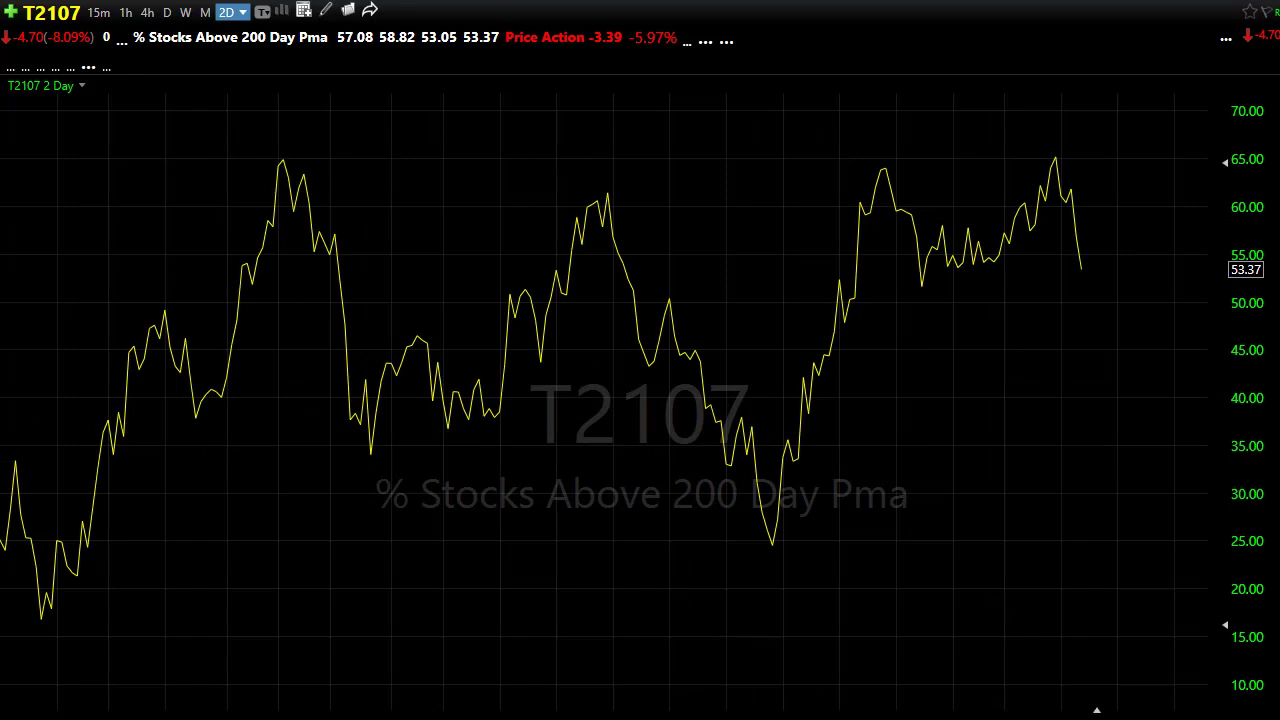 T2107 15m 1h 4h D W M 2D T
-4.70(-8.09%) 0 ... % Stocks Above 200 Day Pma 57.08 58.82 53.05 53.37 Price Action -3.39 -5.97% ... ... ... ... -4.70
... ... ... ... ... ... ...
T2107 2 Day
70.00
65.00
60.00
55.00
53.37
50.00
45.00
T2107
40.00
35.00
% Stocks Above 200 Day Pma
30.00
25.00
20.00
15.00
10.00